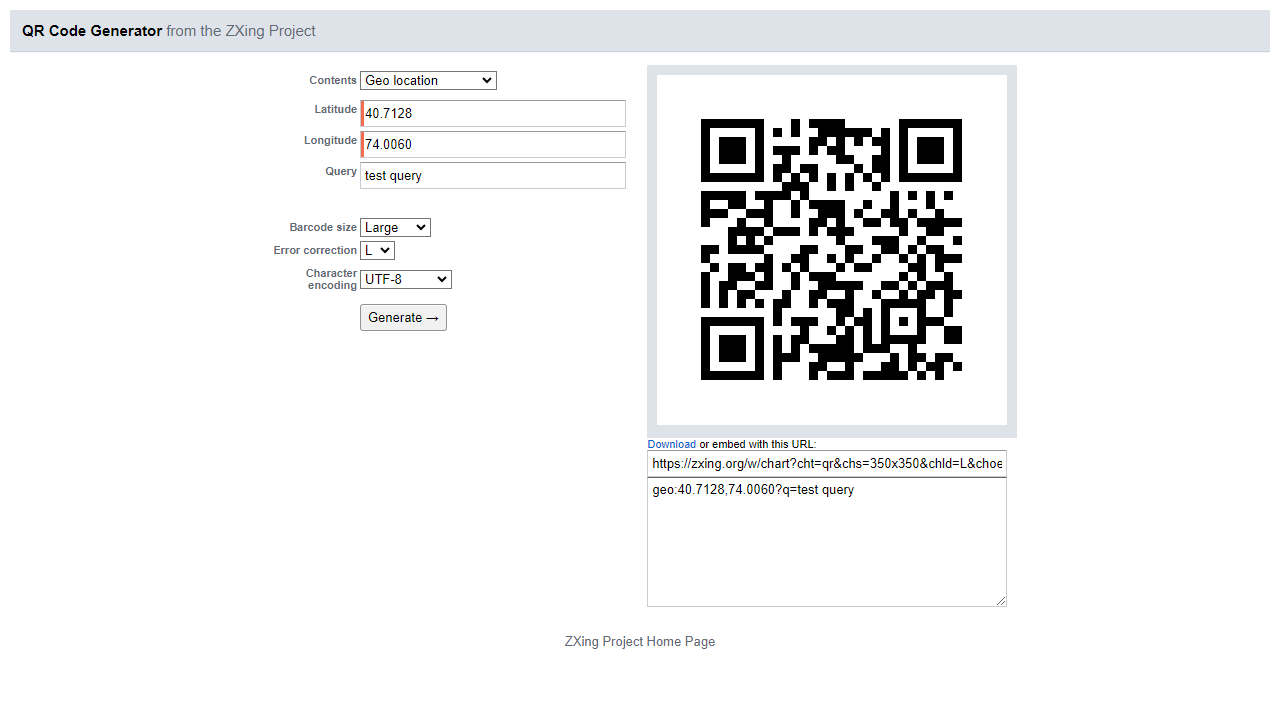 QR Code Generator from the ZXing Project
Contents Geo location
Latitude 40.7128
Longitude 74.0060
Query test query
Barcode size Large
Error correction L
Character encoding UTF-8
Generate →
Download or embed with this URL:
https://zxing.org/w/chart?cht=qr&chs=350x350&chld=L&choe
geo:40.7128,74.0060?q=test query
ZXing Project Home Page